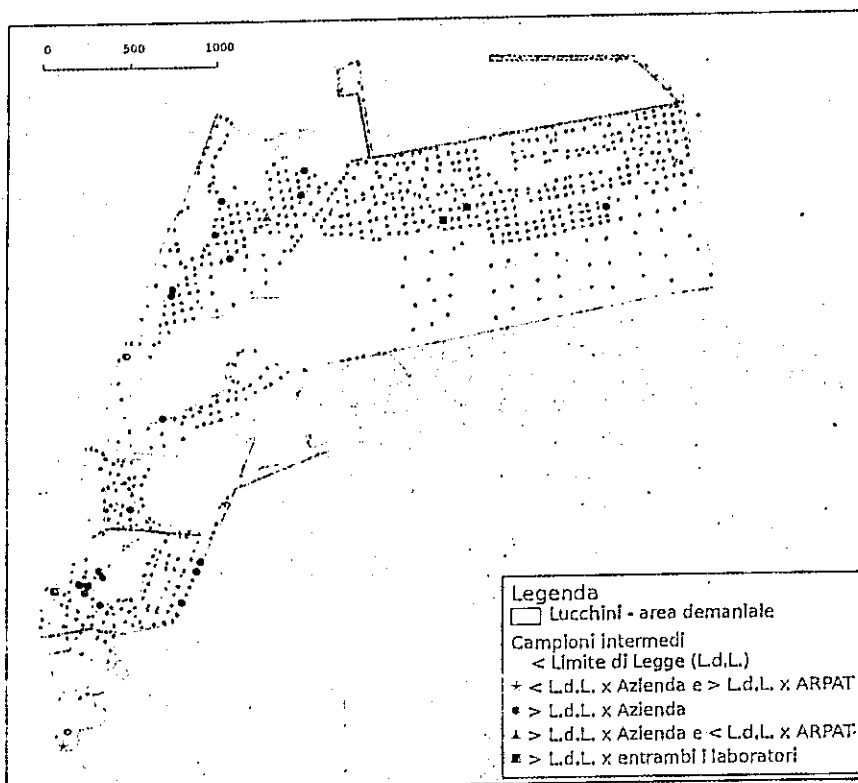 0 500 1000
Legenda
Lucchini - area demaniale
Campioni intermedi
< Limite di Legge (L.d.L.)
< L.d.L. x Azienda e > L.d.L. x ARPAT
> L.d.L. x Azienda
> L.d.L. x Azienda e < L.d.L. x ARPAT
> L.d.L. x entrambi i laboratori